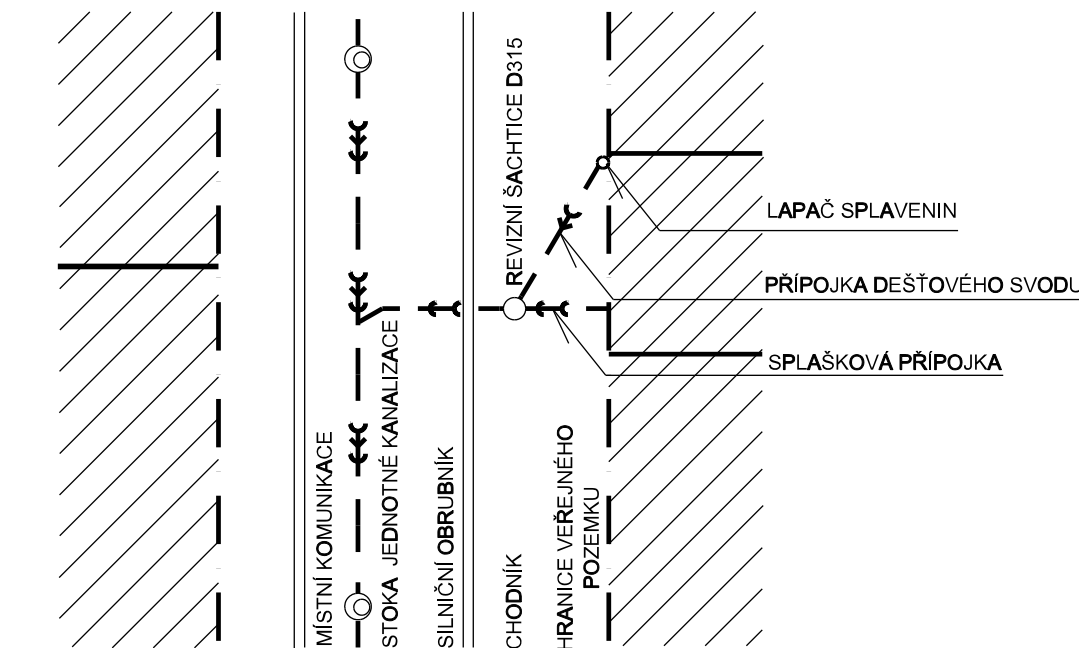 REVIZNÍ ŠACHTICE D315
LAPAČ SPLAVENIN
PŘÍPOJKA DEŠŤOVÉHO SVODU
SPLAŠKOVÁ PŘÍPOJKA
MÍSTNÍ KOMUNIKACE
STOKA JEDNOTNÉ KANALIZACE
SILNIČNÍ OBRUBNÍK
CHODNÍK
HRANICE VEŘEJNÉHO
POZEMKU